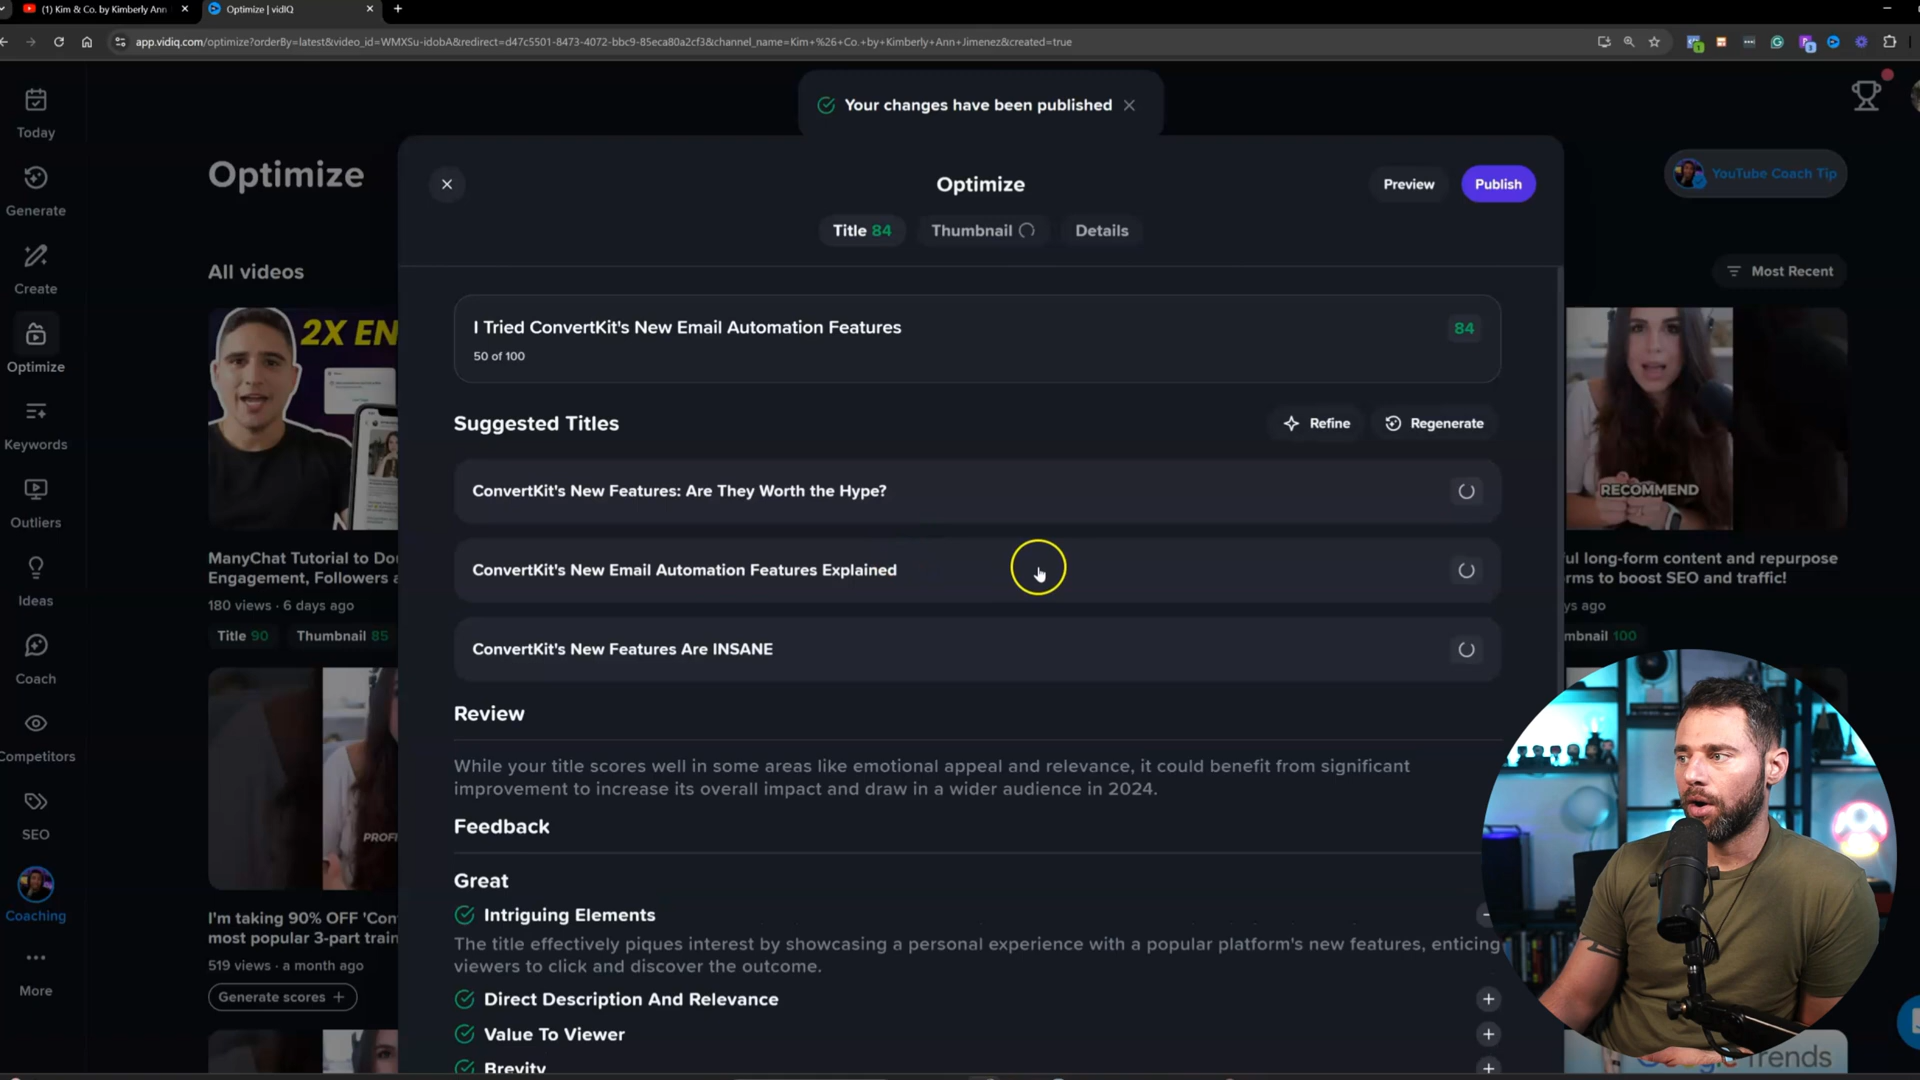 (1) Kim & Co. by Kimberly Ann
Optimize | vidIQ
app.vidiq.com/optimize?orderBy=latest&video_id=WMXSu-idobA&redirect=d47c5501-8473-4072-bbc9-85eca80a2cf3&channel_name=Kim+%26+Co.+by+Kimberly+Ann+Jimenez&created=true
Your changes have been published
Today
Generate
Create
Optimize
Keywords
Outliers
Ideas
Coach
Competitors
SEO
Coaching
More
Optimize
YouTube Coach Tip
All videos
Most Recent
Optimize
Preview
Publish
Title 84
Thumbnail
Details
I Tried ConvertKit's New Email Automation Features
84
50 of 100
Suggested Titles
Refine
Regenerate
ConvertKit's New Features: Are They Worth the Hype?
ConvertKit's New Email Automation Features Explained
ConvertKit's New Features Are INSANE
Review
While your title scores well in some areas like emotional appeal and relevance, it could benefit from significant
improvement to increase its overall impact and draw in a wider audience in 2024.
Feedback
Great
Intriguing Elements
The title effectively piques interest by showcasing a personal experience with a popular platform's new features, enticing
viewers to click and discover the outcome.
Direct Description And Relevance
Value To Viewer
Brevity
2X EN
ManyChat Tutorial to Do
Engagement, Followers
180 views · 6 days ago
Title 90
Thumbnail 85
PROFI
I'm taking 90% OFF 'Con
most popular 3-part train
519 views · a month ago
Generate scores +
RECOMMEND
ul long-form content and repurpose
rms to boost SEO and traffic!
ys ago
mbnail 100
Google Trends